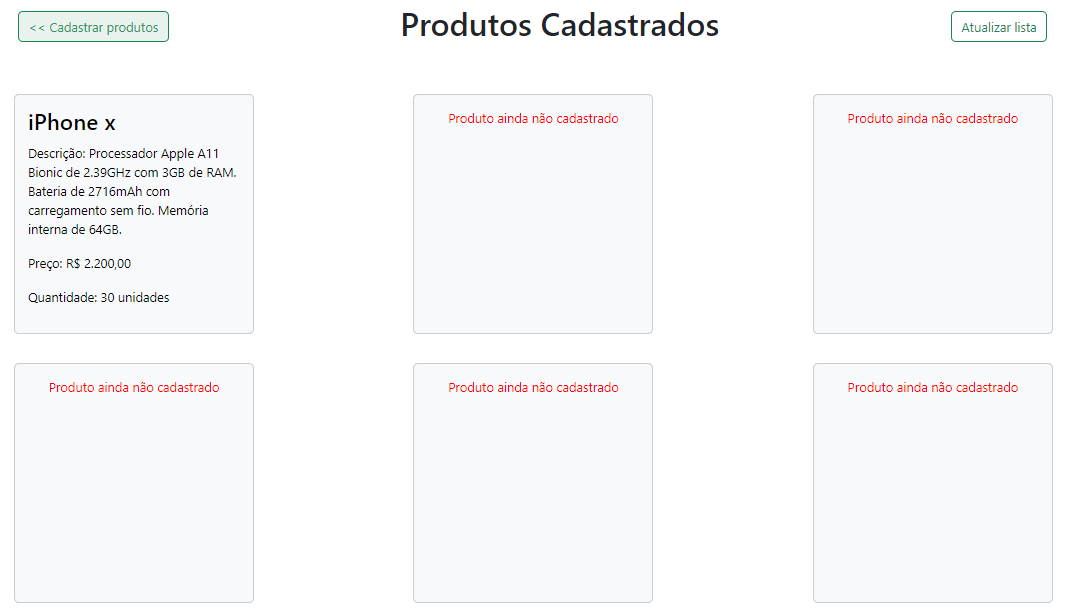 << Cadastrar produtos
Produtos Cadastrados
Atualizar lista
iPhone x
Descrição: Processador Apple A11
Bionic de 2.39GHz com 3GB de RAM.
Bateria de 2716mAh com
carregamento sem fio. Memória
interna de 64GB.
Preço: R$ 2.200,00
Quantidade: 30 unidades
Produto ainda não cadastrado
Produto ainda não cadastrado
Produto ainda não cadastrado
Produto ainda não cadastrado
Produto ainda não cadastrado